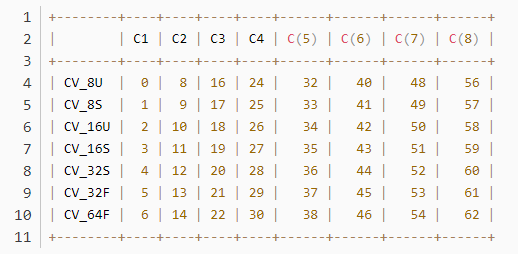 1 +--------+----+----+----+----+------+------+------+------+
2 |        | C1 | C2 | C3 | C4 | C(5) | C(6) | C(7) | C(8) |
3 +--------+----+----+----+----+------+------+------+------+
4 | CV_8U  |  0 |  8 | 16 | 24 |   32 |   40 |   48 |   56 |
5 | CV_8S  |  1 |  9 | 17 | 25 |   33 |   41 |   49 |   57 |
6 | CV_16U |  2 | 10 | 18 | 26 |   34 |   42 |   50 |   58 |
7 | CV_16S |  3 | 11 | 19 | 27 |   35 |   43 |   51 |   59 |
8 | CV_32S |  4 | 12 | 20 | 28 |   36 |   44 |   52 |   60 |
9 | CV_32F |  5 | 13 | 21 | 29 |   37 |   45 |   53 |   61 |
10 | CV_64F |  6 | 14 | 22 | 30 |   38 |   46 |   54 |   62 |
11 +--------+----+----+----+----+------+------+------+------+